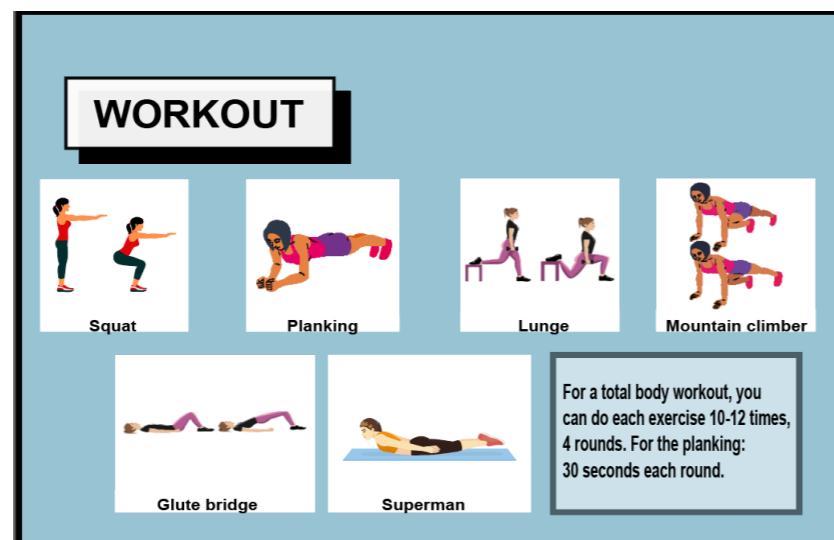 WORKOUT
Squat
Planking
Lunge
Mountain climber
Glute bridge
Superman
For a total body workout, you
can do each exercise 10-12 times,
4 rounds. For the planking:
30 seconds each round.